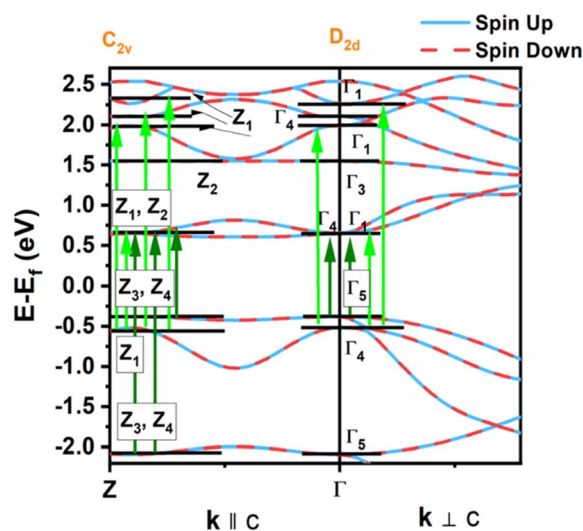 Spin Up
Spin Down
C2v
D2d
E-Ef (eV)
2.5
2.0
1.5
1.0
0.5
0.0
-0.5
-1.0
-1.5
-2.0
Γ1
Z1
Γ4
Γ1
Z2
Γ3
Z1, Z2
Γ4
Γ1
Z3, Z4
Γ5
Z1
Γ4
Z3, Z4
Γ5
Z
Γ
k ∥ c
k ⊥ c